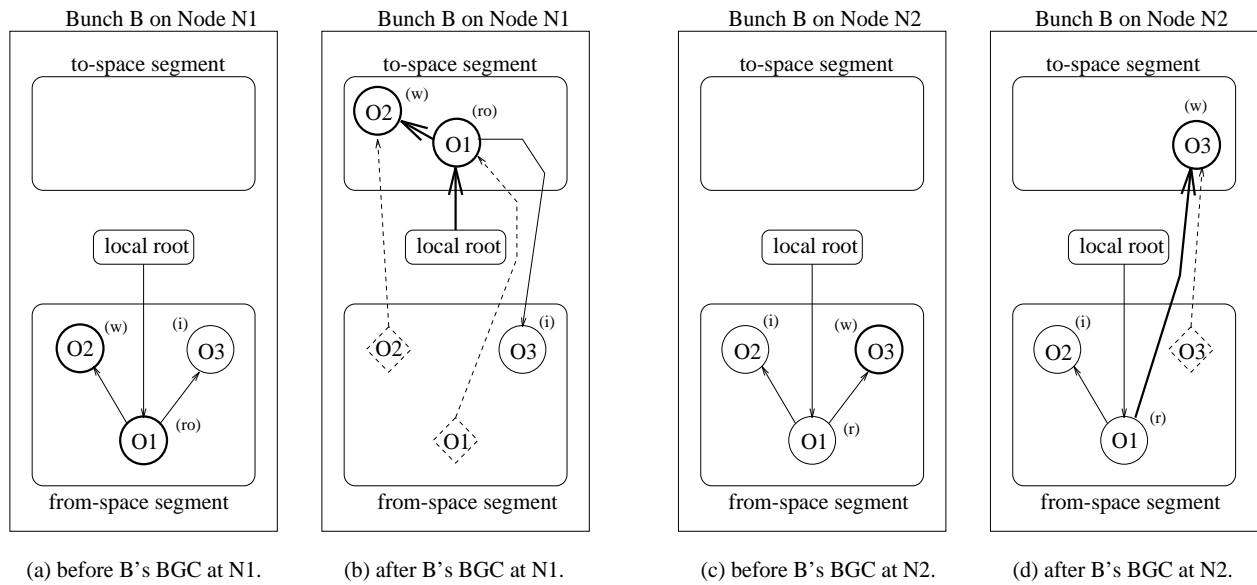 Bunch B on Node N1
to-space segment
local root
(w)
(i)
O2
O3
(ro)
O1
from-space segment
(a) before B's BGC at N1.
Bunch B on Node N1
to-space segment
(w)
O2
(ro)
O1
local root
(i)
O2
O3
O1
from-space segment
(b) after B's BGC at N1.
Bunch B on Node N2
to-space segment
local root
(i)
(w)
O2
O3
(r)
O1
from-space segment
(c) before B's BGC at N2.
Bunch B on Node N2
to-space segment
(w)
O3
local root
(i)
O2
O3
(r)
O1
from-space segment
(d) after B's BGC at N2.